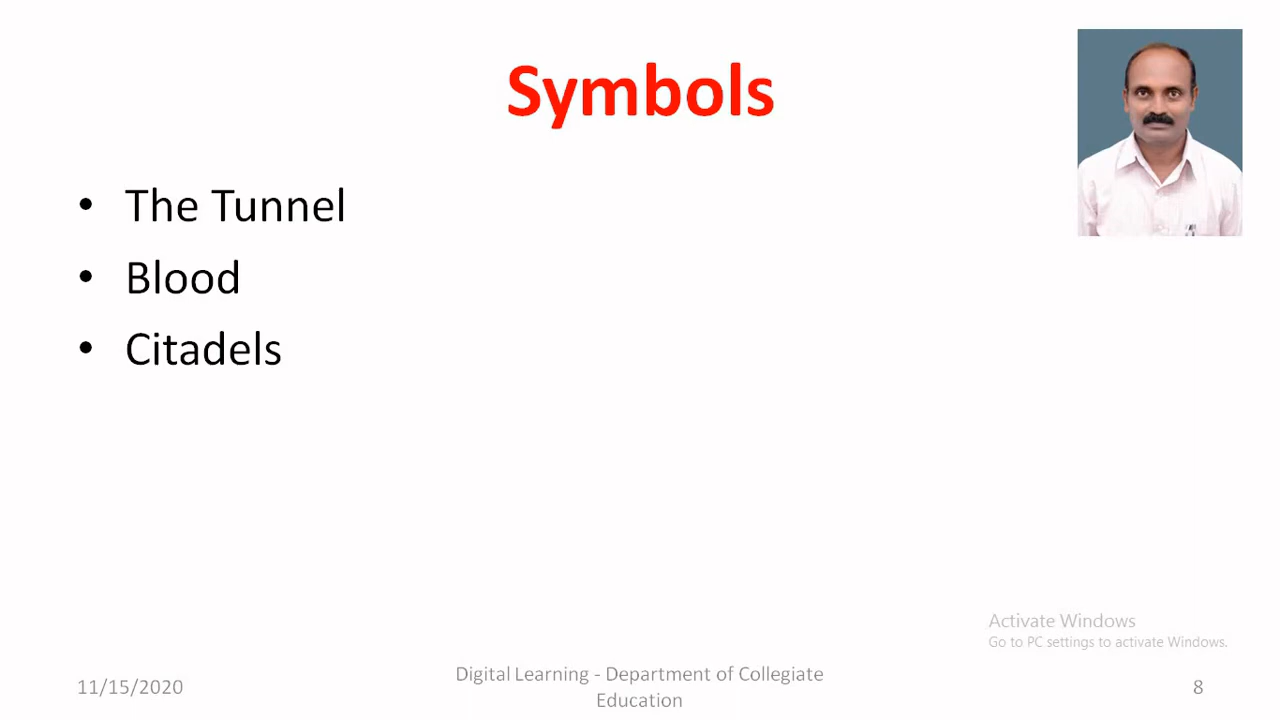 Symbols
• The Tunnel
• Blood
• Citadels
Activate Windows
Go to PC settings to activate Windows.
11/15/2020
Digital Learning - Department of Collegiate
Education
8